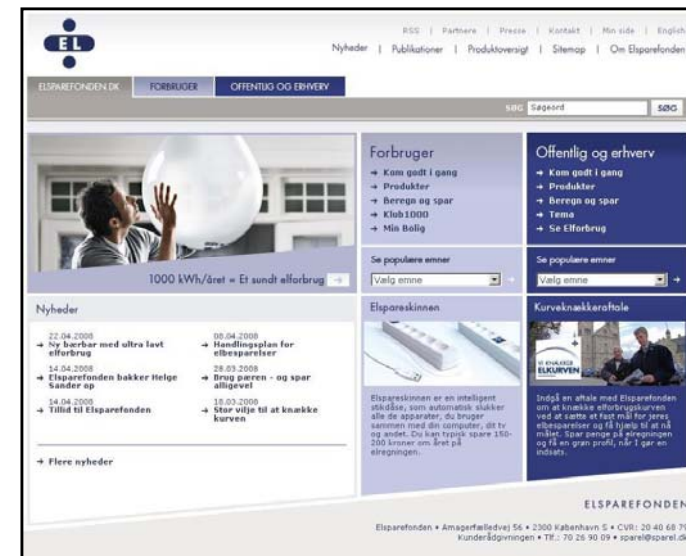 EL
RSS | Partnere | Presse | Kontakt | Min side | English
Nyheder | Publikationer | Produktoversigt | Sitemap | Om Elsparefonden
ELSPAREFONDEN.DK FORBRUGER OFFENTLIG OG ERHVERV
SØG Søgeord SØG
1000 kWh/året = Et sundt elforbrug →
Forbruger
→ Kom godt i gang
→ Produkter
→ Beregn og spar
→ Klub1000
→ Min Bolig
Se populære emner
Vælg emne
Offentlig og erhverv
→ Kom godt i gang
→ Produkter
→ Beregn og spar
→ Tema
→ Se Elforbrug
Se populære emner
Vælg emne
Nyheder
22.04.2008
→ Ny bærbar med ultra lavt
elforbrug
14.04.2008
→ Elsparefonden bakker Helge
Sander op
14.04.2008
→ Tillid til Elsparefonden
08.04.2008
→ Handlingsplan for
elbesparelser
28.03.2008
→ Brug pæren - og spar
alligevel
18.03.2008
→ Stor vilje til at knække
kurven
→ Flere nyheder
Elspareskinnen
Elspareskinnen er en intelligent
stikdåse, som automatisk slukker
alle de apparater, du bruger
sammen med din computer, dit tv
og andet. Du kan typisk spare 150-
200 kroner om året på
elregningen.
Kurveknækkeraftale
VI KNÆKKER
ELKURVEN
Indgå en aftale med Elsparefonden
om at knække elforbrugskurven
ved at sætte et fast mål for jeres
elbesparelser og få hjælp til at nå
målet. Spar penge på elregningen
og få en grøn profil, når I gør en
indsats.
ELSPAREFONDEN
Elsparefonden • Amagerfælledvej 56 • 2300 København S • CVR: 20 40 68 79
Kunderådgivningen • Tlf.: 70 26 90 09 • sparel@sparel.dk